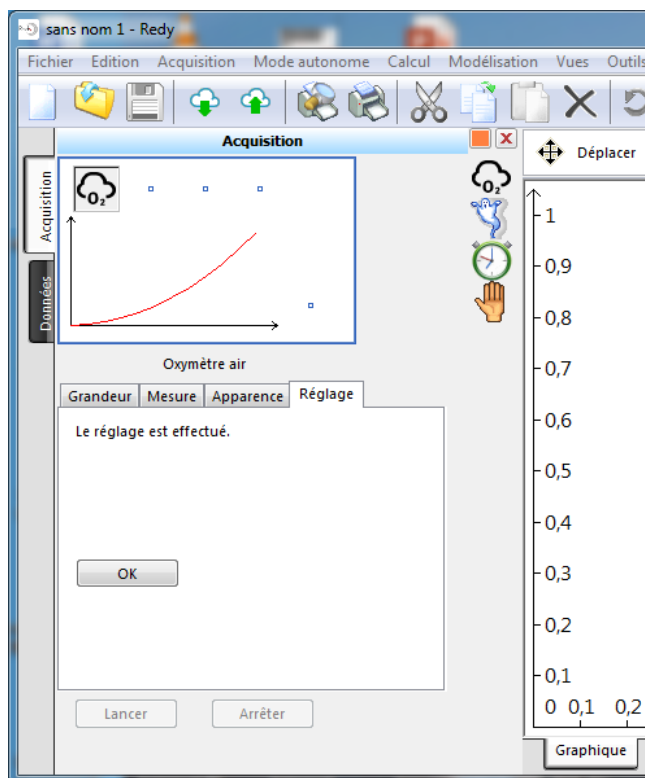 sans nom 1 - Redy
Fichier Edition Acquisition Mode autonome Calcul Modélisation Vues Outils
Acquisition
Déplacer
Acquisition
Données
O₂
O₂
Oxymètre air
Grandeur Mesure Apparence Réglage
Le réglage est effectué.
OK
Lancer Arrêter
1
0,9
0,8
0,7
0,6
0,5
0,4
0,3
0,2
0,1
0 0,1 0,2
Graphique